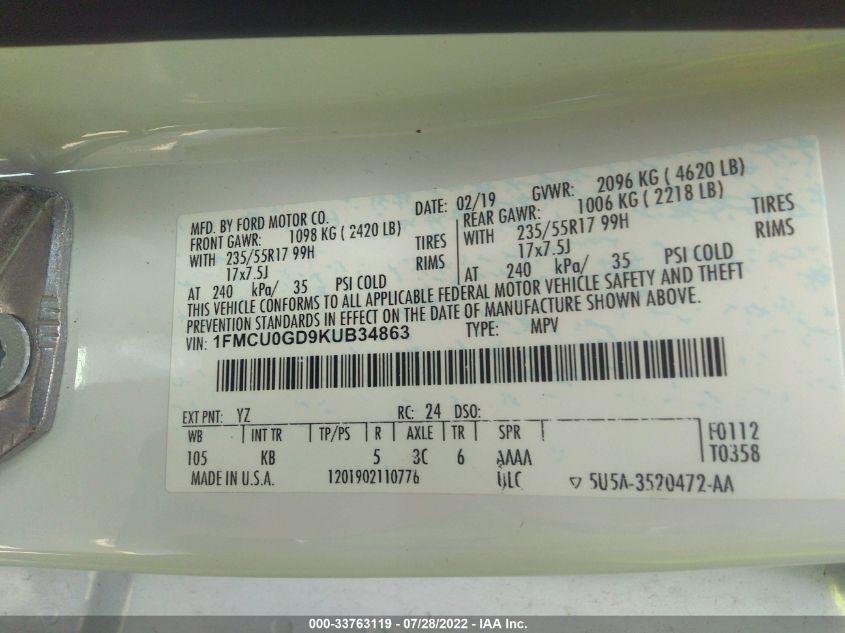 MFD. BY FORD MOTOR CO. DATE: 02/19 GVWR: 2096 KG ( 4620 LB)
FRONT GAWR: 1098 KG ( 2420 LB) REAR GAWR: 1006 KG ( 2218 LB)
WITH 235/55R17 99H TIRES WITH 235/55R17 99H TIRES
17x7.5J RIMS 17x7.5J RIMS
AT 240 kPa/ 35 PSI COLD AT 240 kPa/ 35 PSI COLD
THIS VEHICLE CONFORMS TO ALL APPLICABLE FEDERAL MOTOR VEHICLE SAFETY AND THEFT
PREVENTION STANDARDS IN EFFECT ON THE DATE OF MANUFACTURE SHOWN ABOVE.
VIN: 1FMCU0GD9KUB34863 TYPE: MPV
EXT PNT: YZ RC: 24 DSO:
WB INT TR TP/PS R AXLE TR SPR F0112
105 KB 5 3C 6 AAAA T0358
MADE IN U.S.A. 1201902110776 ULC ▽ 5U5A-3520472-AA
000-33763119 - 07/28/2022 - IAA Inc.